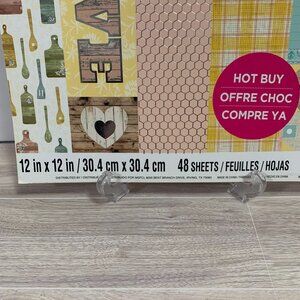 VE
HOT BUY
OFFRE CHOC
COMPRE YA
12 in x 12 in / 30.4 cm x 30.4 cm 48 SHEETS / FEUILLES / HOJAS